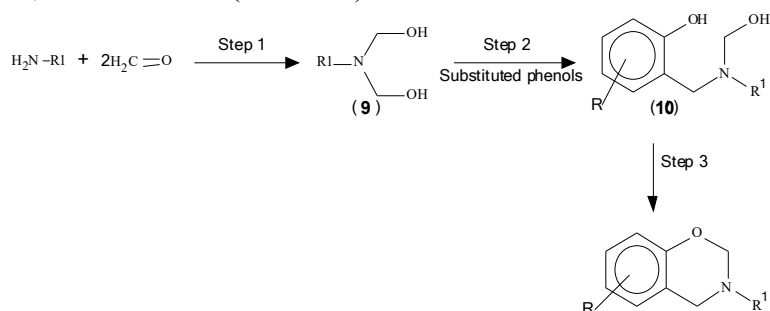 H2N–R1 + 2H2C=O
Step 1
R1 N OH OH
(9)
Step 2
Substituted phenols
OH OH N R1 R
(10)
Step 3
O N R1 R